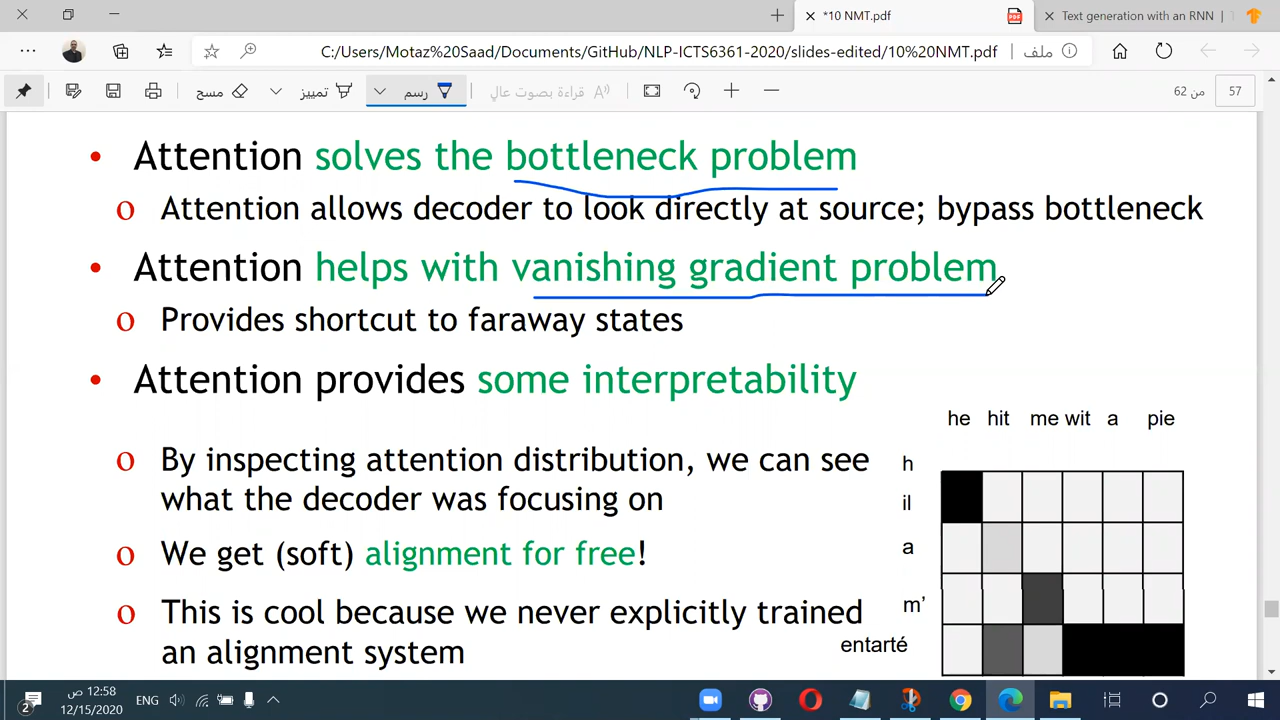 *10 NMT.pdf
Text generation with an RNN |
C:/Users/Motaz%20Saad/Documents/GitHub/NLP-ICTS6361-2020/slides-edited/10%20NMT.pdf
ملف
مسح
تمييز
رسم
قراءة بصوت عالٍ
من 62
57
• Attention solves the bottleneck problem
o Attention allows decoder to look directly at source; bypass bottleneck
• Attention helps with vanishing gradient problem
o Provides shortcut to faraway states
• Attention provides some interpretability
o By inspecting attention distribution, we can see
what the decoder was focusing on
o We get (soft) alignment for free!
o This is cool because we never explicitly trained
an alignment system
he hit me wit a pie
h
il
a
m’
entarté
2
12:58 ص
12/15/2020
ENG